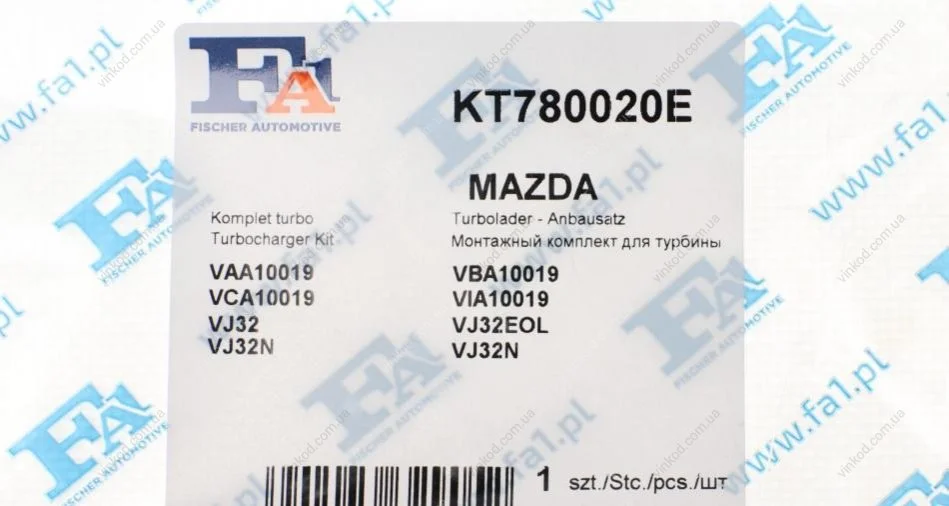 FA1
FISCHER AUTOMOTIVE
KT780020E
MAZDA
Komplet turbo
Turbocharger Kit
Turbolader - Anbausatz
Монтажный комплект для турбины
VAA10019
VBA10019
VCA10019
VIA10019
VJ32
VJ32EOL
VJ32N
VJ32N
1 szt./Stc./pcs./шт
www.fa1.pl
vinkod.com.ua